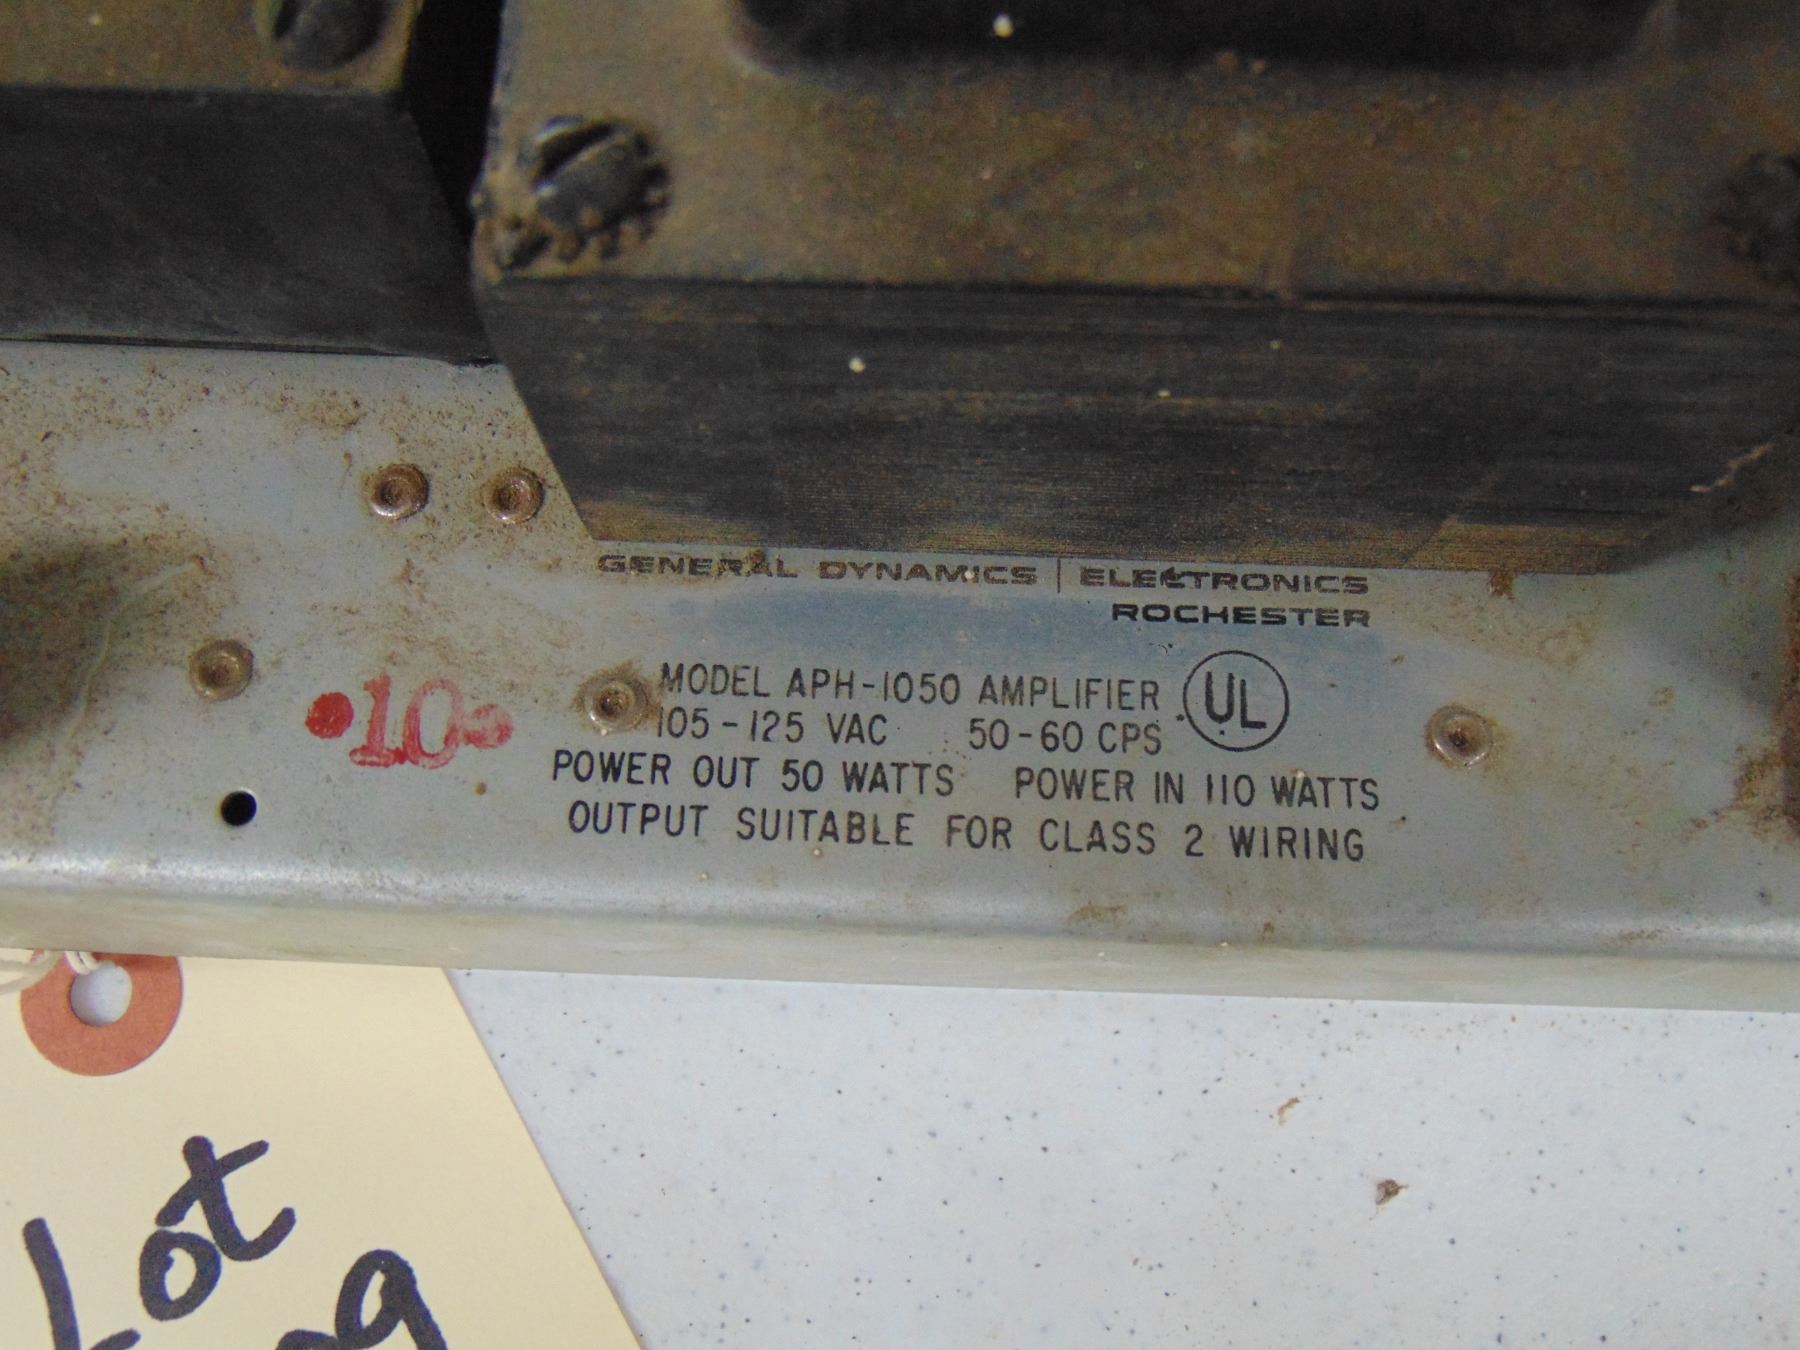 GENERAL DYNAMICS | ELECTRONICS
ROCHESTER
MODEL APH-1050 AMPLIFIER UL
105-125 VAC 50-60 CPS
•10•
POWER OUT 50 WATTS POWER IN 110 WATTS
OUTPUT SUITABLE FOR CLASS 2 WIRING
Lot